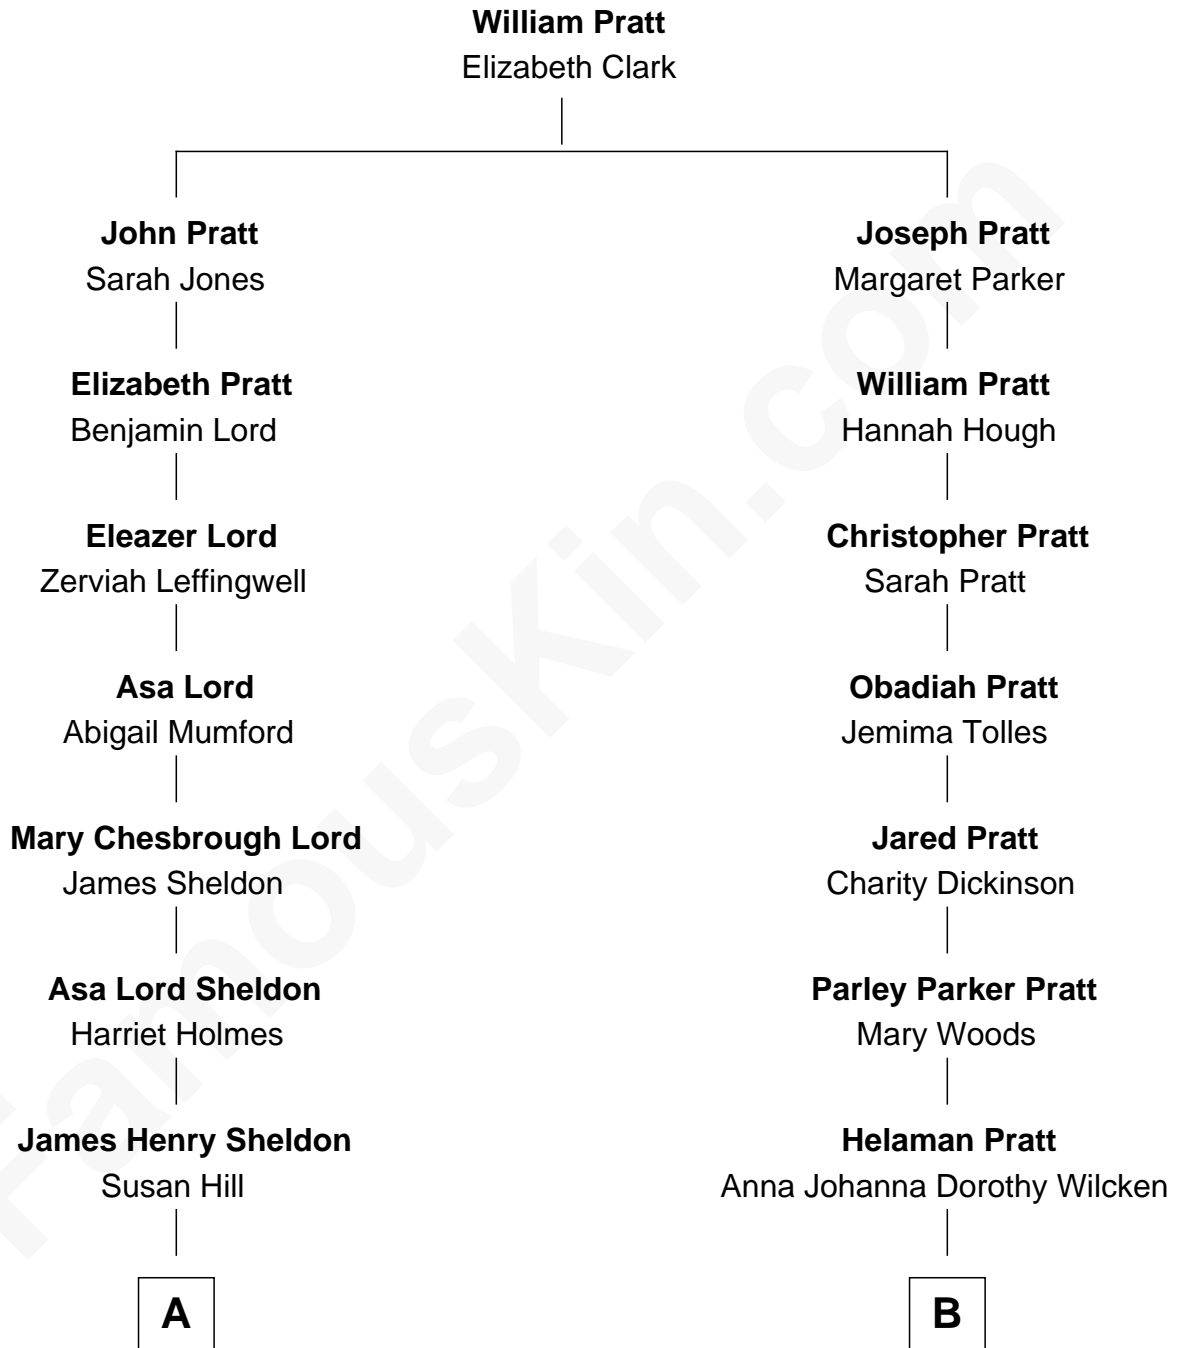 William Pratt
Elizabeth Clark
John Pratt
Sarah Jones
Joseph Pratt
Margaret Parker
Elizabeth Pratt
Benjamin Lord
William Pratt
Hannah Hough
Eleazer Lord
Zerviah Leffingwell
Christopher Pratt
Sarah Pratt
Asa Lord
Abigail Mumford
Obadiah Pratt
Jemima Tolles
Mary Chesbrough Lord
James Sheldon
Jared Pratt
Charity Dickinson
Asa Lord Sheldon
Harriet Holmes
Parley Parker Pratt
Mary Woods
James Henry Sheldon
Susan Hill
Helaman Pratt
Anna Johanna Dorothy Wilcken
A
B
FamousKin.com